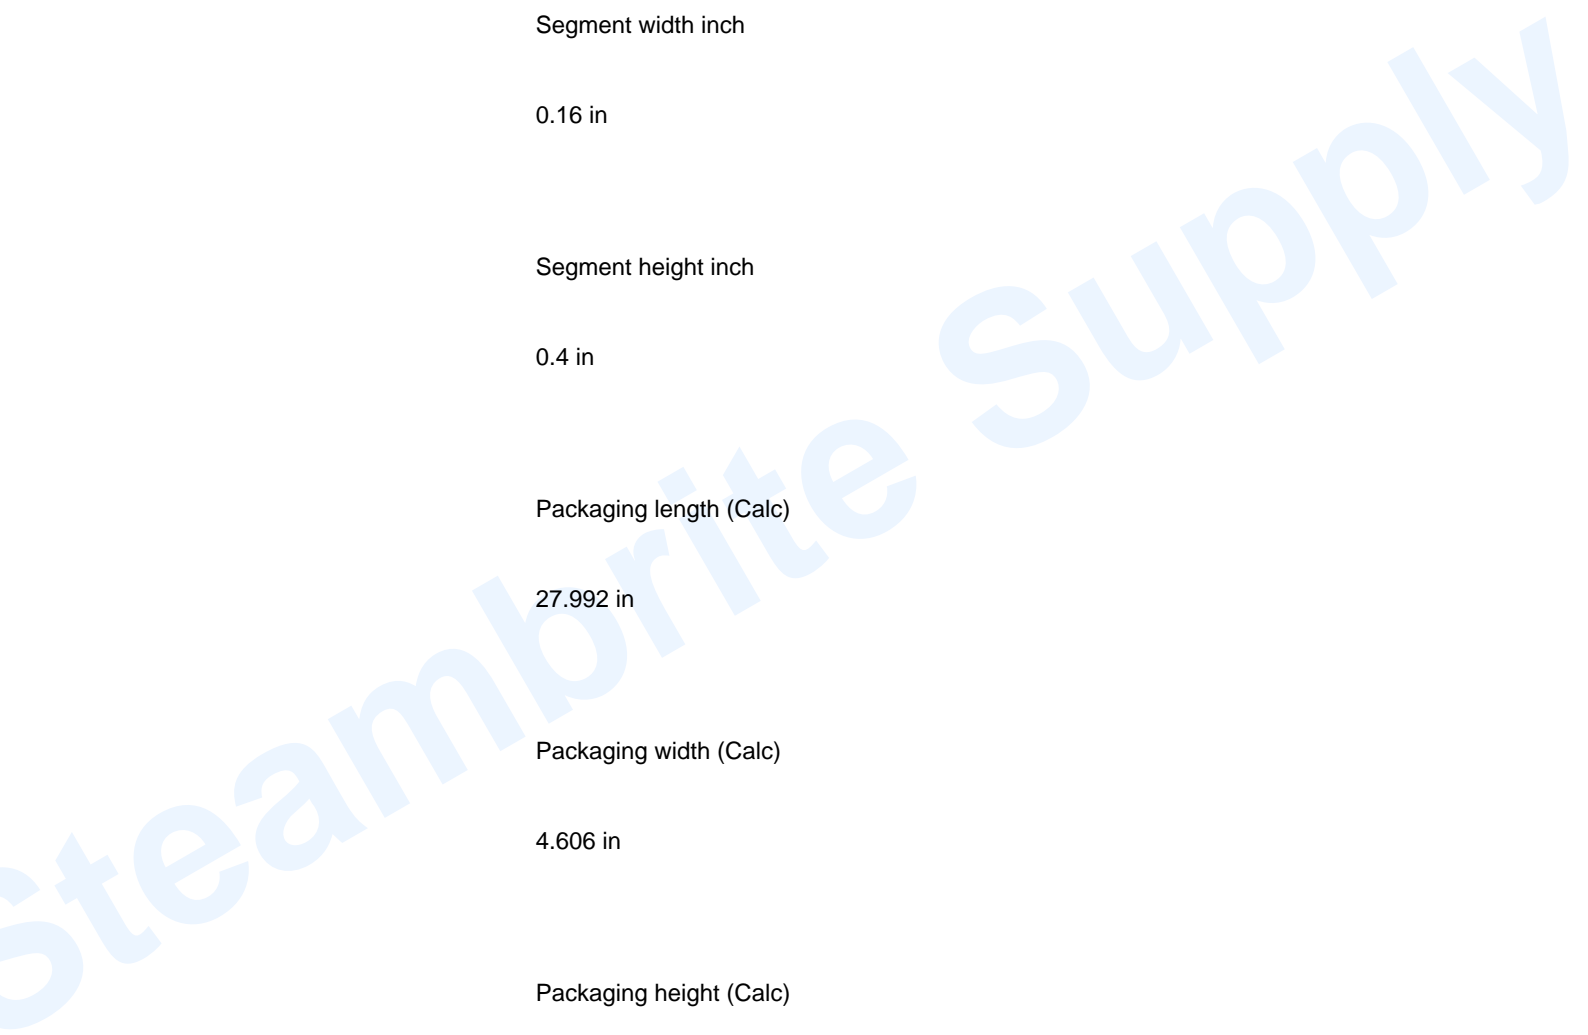 Segment width inch
0.16 in
Segment height inch
0.4 in
Packaging length (Calc)
27.992 in
Packaging width (Calc)
4.606 in
Packaging height (Calc)
Steambrite Supply